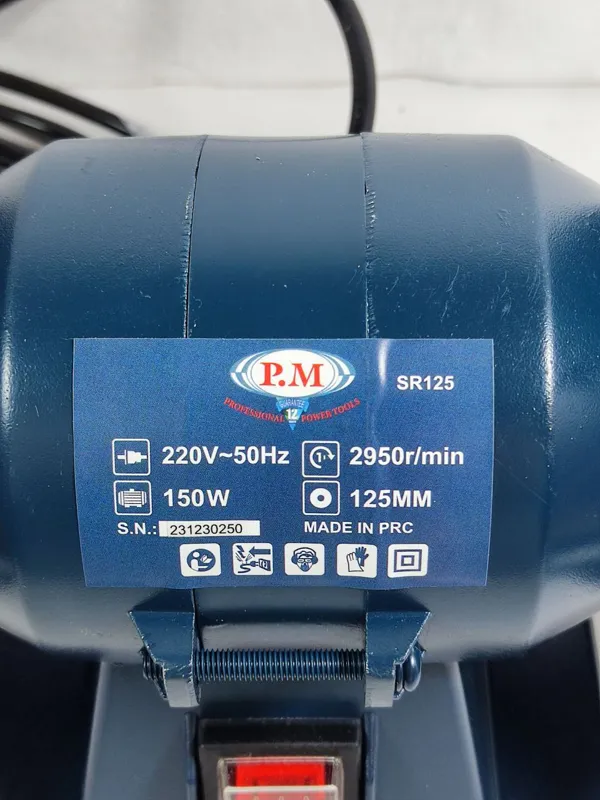 P.M
SR125
PROFESSIONAL POWER TOOLS
GUARANTEE
12
220V~50Hz
2950r/min
150W
125MM
S.N.: 231230250
MADE IN PRC